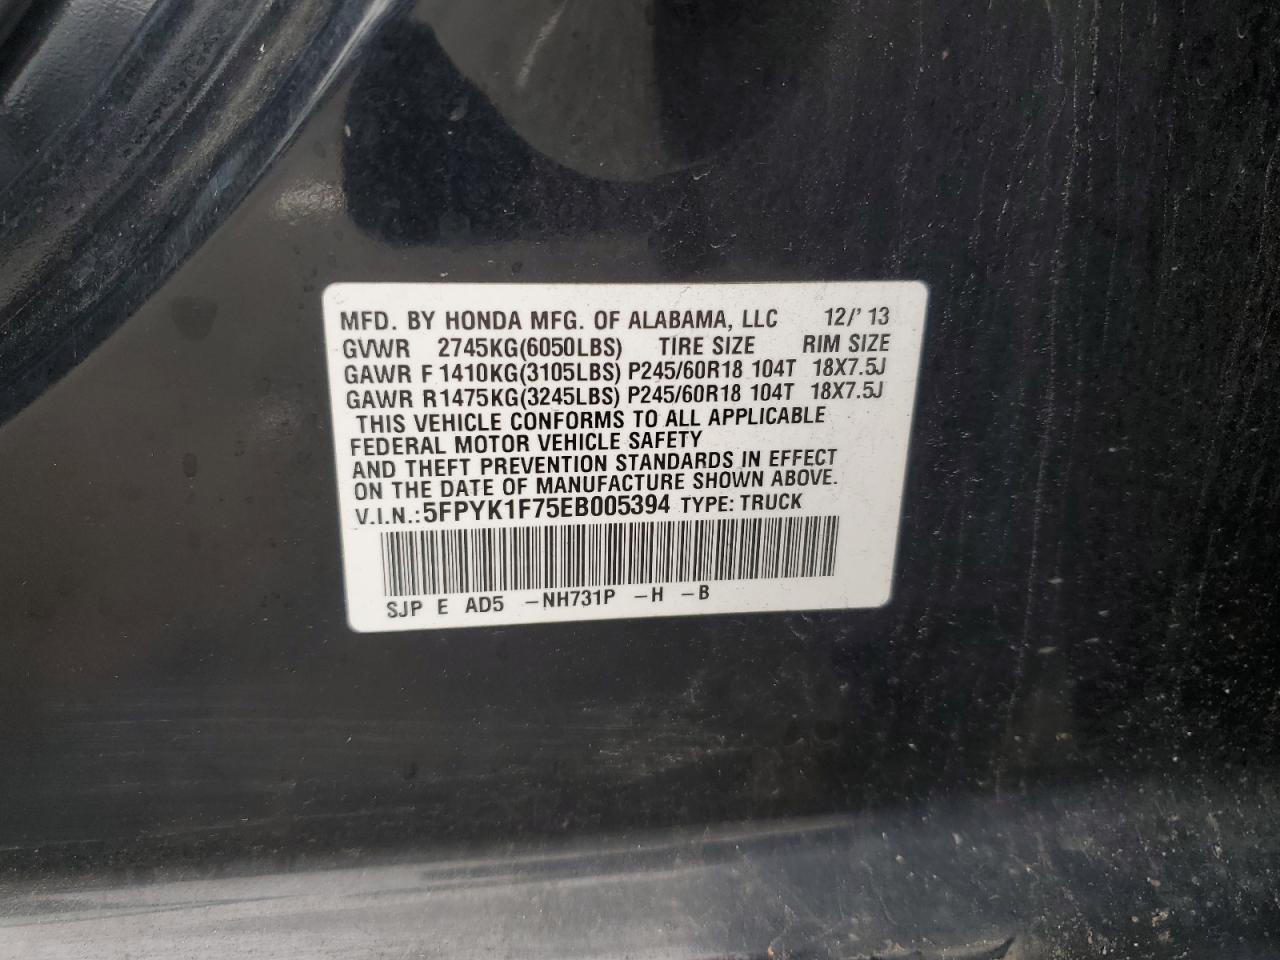 MFD. BY HONDA MFG. OF ALABAMA, LLC 12/'13
GVWR 2745KG(6050LBS) TIRE SIZE RIM SIZE
GAWR F 1410KG(3105LBS) P245/60R18 104T 18X7.5J
GAWR R1475KG(3245LBS) P245/60R18 104T 18X7.5J
THIS VEHICLE CONFORMS TO ALL APPLICABLE
FEDERAL MOTOR VEHICLE SAFETY
AND THEFT PREVENTION STANDARDS IN EFFECT
ON THE DATE OF MANUFACTURE SHOWN ABOVE.
V.I.N.:5FPYK1F75EB005394 TYPE: TRUCK
SJP E AD5 -NH731P -H -B